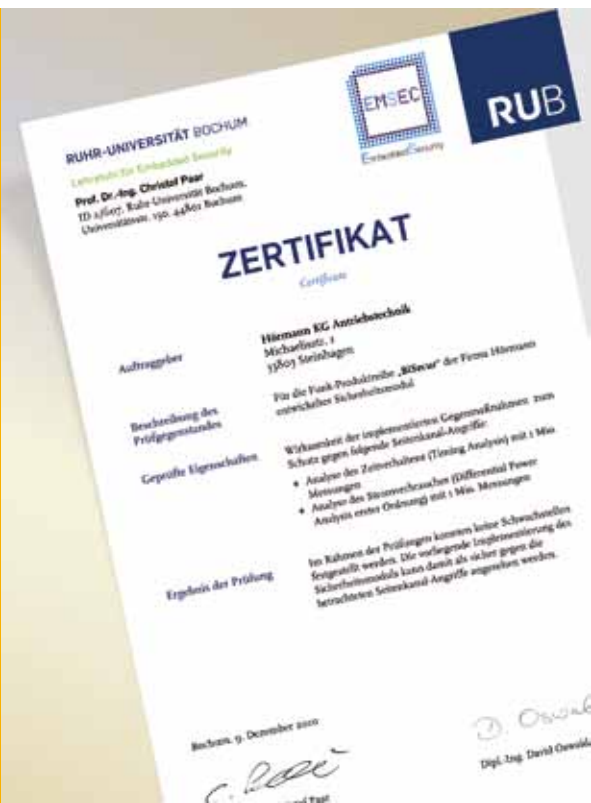 RUHR-UNIVERSITÄT BOCHUM
Lehrstuhl für Embedded Security
Prof. Dr.-Ing. Christof Paar
ID 2/607, Ruhr-Universität Bochum,
Universitätsstr. 150, 44801 Bochum
EMSEC
Embedded Security
RUB
ZERTIFIKAT
Certificate
Auftraggeber
Hörmann KG Antriebstechnik
Michaelisstr. 1
33803 Steinhagen
Beschreibung des
Prüfgegenstandes
Für die Funk-Produktreihe „BiSecur“ der Firma Hörmann
entwickeltes Sicherheitsmodul
Geprüfte Eigenschaften
Wirksamkeit der implementierten Gegenmaßnahmen zum
Schutz gegen folgende Seitenkanal-Angriffe:
• Analyse des Zeitverhaltens (Timing Analysis) mit 1 Mio.
Messungen
• Analyse des Stromverbrauches (Differential Power
Analysis erster Ordnung) mit 1 Mio. Messungen
Ergebnis der Prüfung
Im Rahmen der Prüfungen konnten keine Schwachstellen
festgestellt werden. Die vorliegende Implementierung des
Sicherheitsmoduls kann damit als sicher gegen die
betrachteten Seitenkanal-Angriffe angesehen werden.
Bochum, 9. Dezember 2010
D. Oswal
Dipl.-Ing. David Oswald
Paar